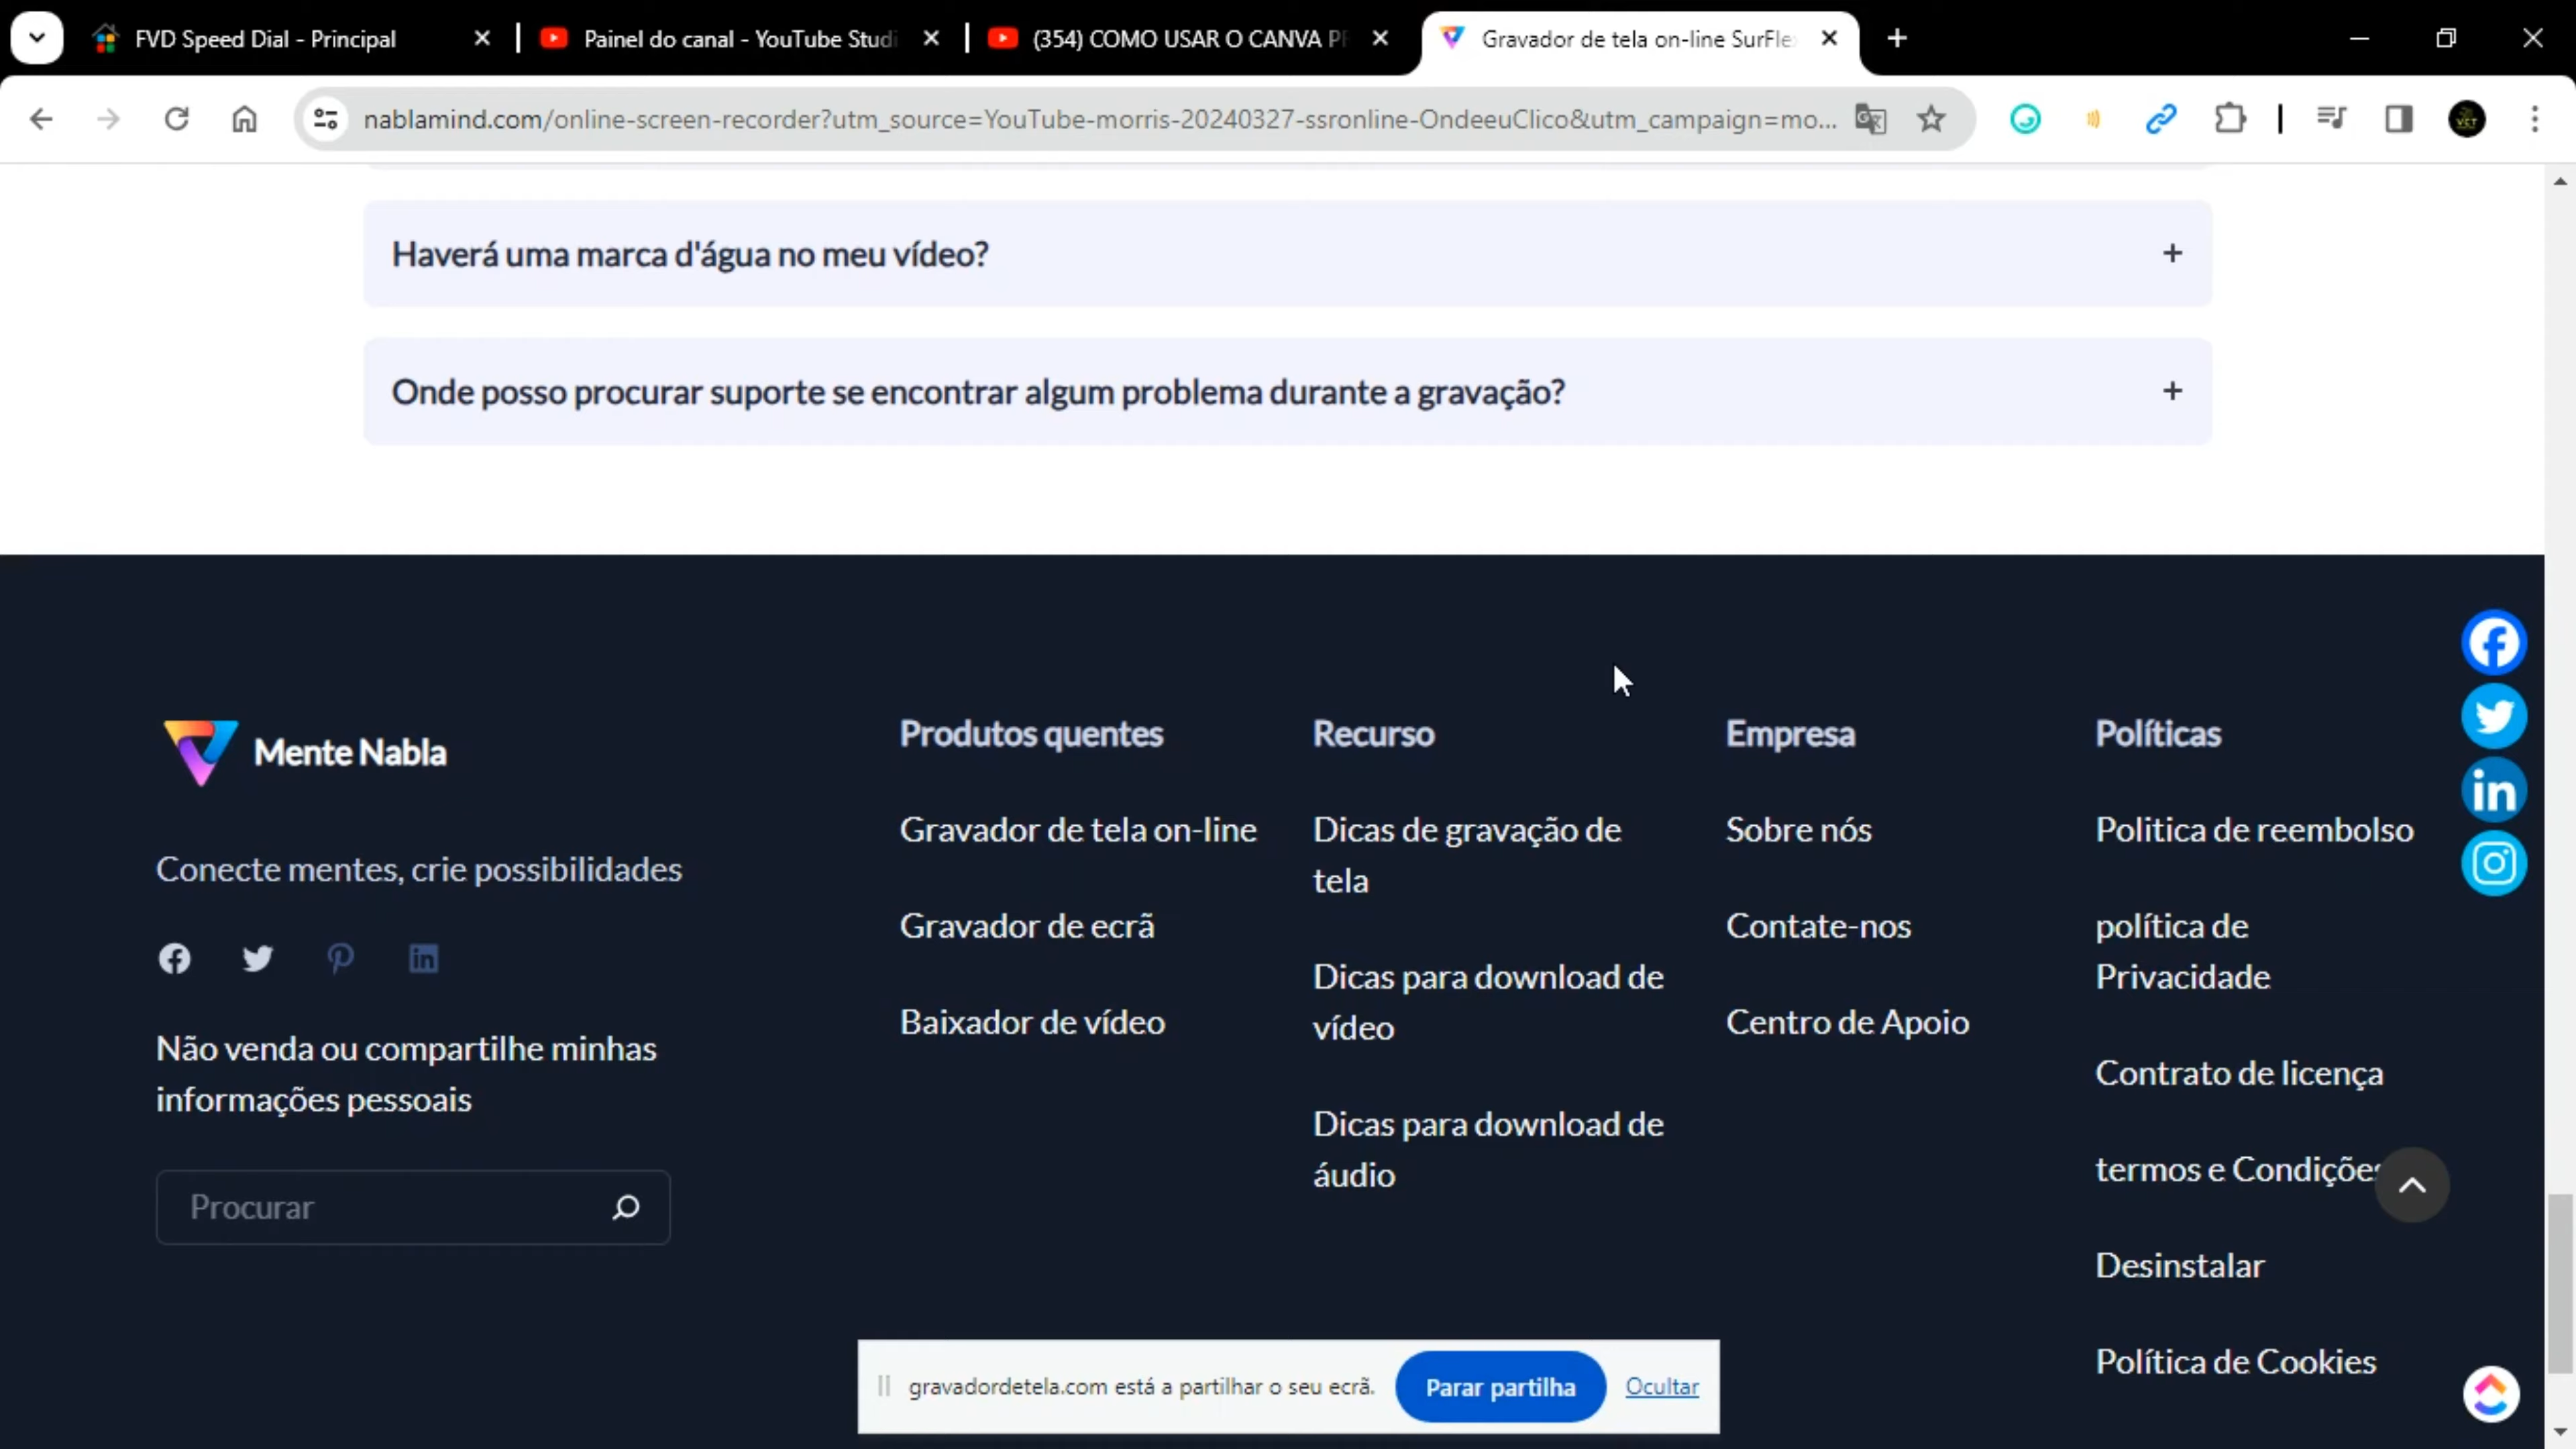 FVD Speed Dial - Principal
Painel do canal - YouTube Studi
(354) COMO USAR O CANVA PR
Gravador de tela on-line SurFle
nablamind.com/online-screen-recorder?utm_source=YouTube-morris-20240327-ssronline-OndeeuClico&utm_campaign=mo...
Haverá uma marca d'água no meu vídeo?
Onde posso procurar suporte se encontrar algum problema durante a gravação?
Mente Nabla
Conecte mentes, crie possibilidades
Não venda ou compartilhe minhas
informações pessoais
Procurar
Produtos quentes
Gravador de tela on-line
Gravador de ecrã
Baixador de vídeo
Recurso
Dicas de gravação de
tela
Dicas para download de
vídeo
Dicas para download de
áudio
Empresa
Sobre nós
Contate-nos
Centro de Apoio
Políticas
Politica de reembolso
política de
Privacidade
Contrato de licença
termos e Condições
Desinstalar
Política de Cookies
gravadordetela.com está a partilhar o seu ecrã.
Parar partilha
Ocultar